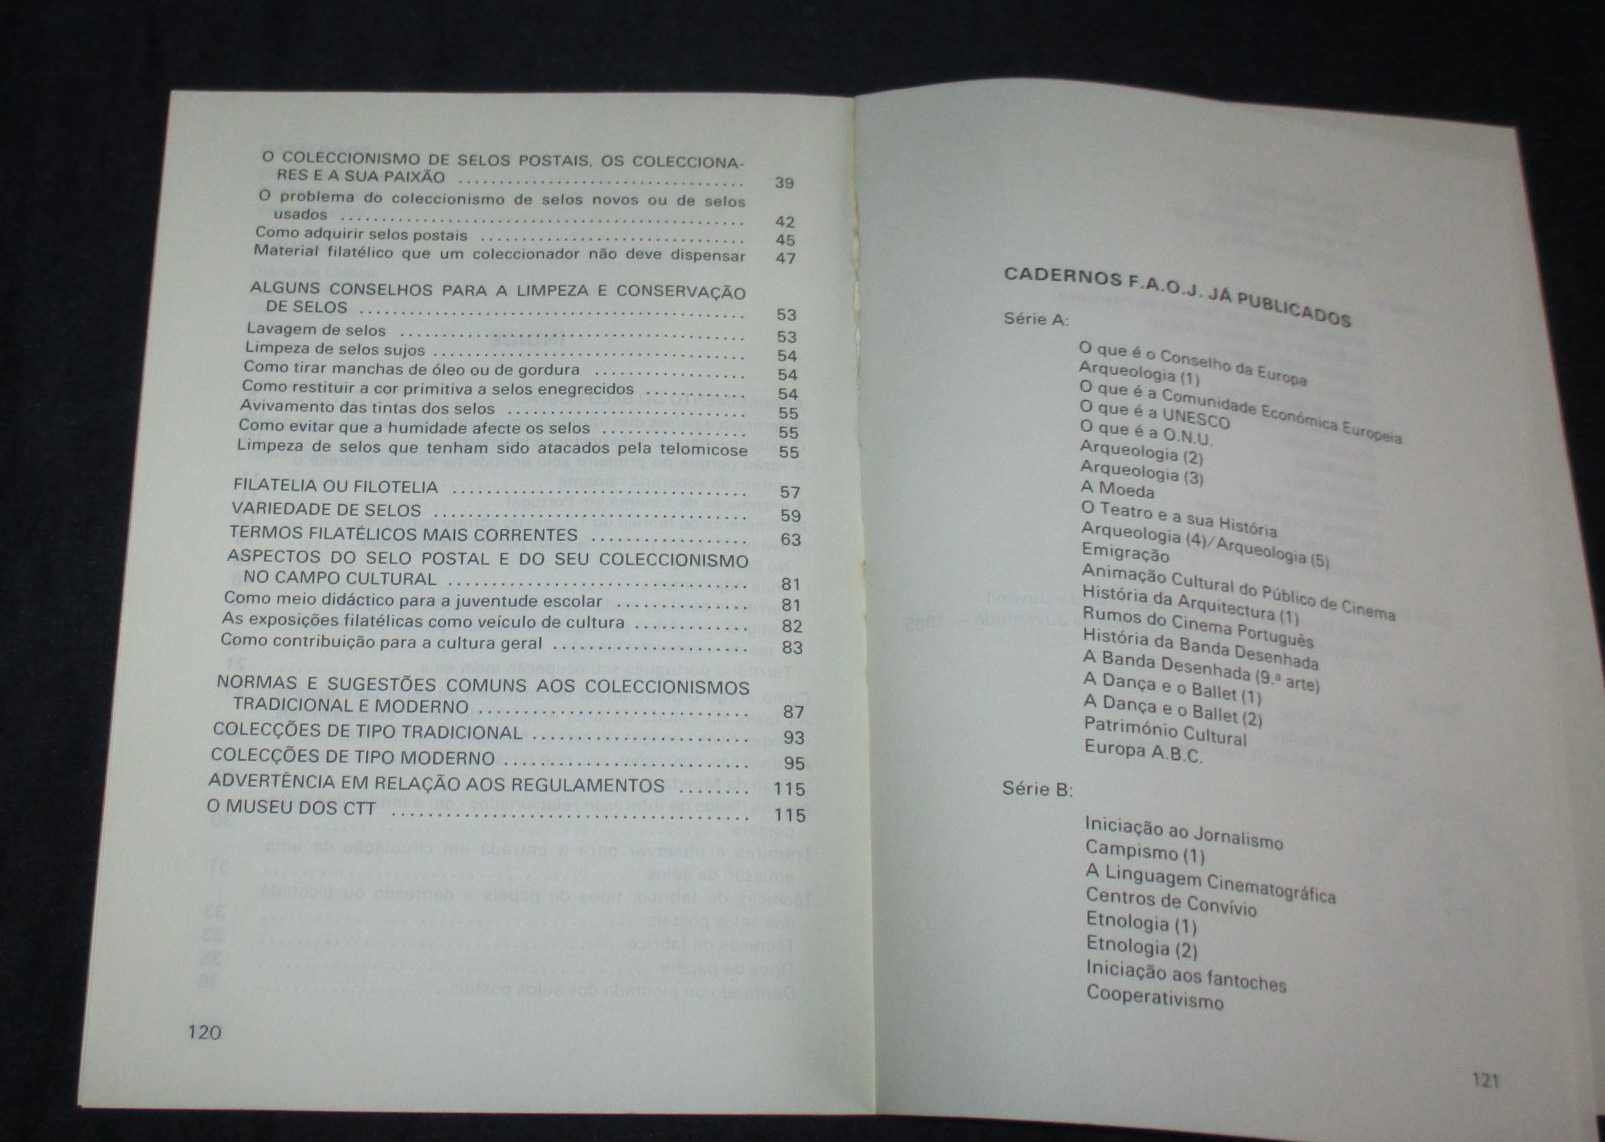 O COLECCIONISMO DE SELOS POSTAIS, OS COLECCIONA-
RES E A SUA PAIXÃO ................................. 39
O problema do coleccionismo de selos novos ou de selos
usados ................................................ 42
Como adquirir selos postais ................................ 45
Material filatélico que um coleccionador não deve dispensar 47
ALGUNS CONSELHOS PARA A LIMPEZA E CONSERVAÇÃO
DE SELOS ............................................. 53
Lavagem de selos ........................................ 53
Limpeza de selos sujos ..................................... 54
Como tirar manchas de óleo ou de gordura .................. 54
Como restituir a cor primitiva a selos enegrecidos ............ 54
Avivamento das tintas dos selos ............................ 55
Como evitar que a humidade afecte os selos ................. 55
Limpeza de selos que tenham sido atacados pela telomicose 55
FILATELIA OU FILOTELIA .................................. 57
VARIEDADE DE SELOS .................................... 59
TERMOS FILATÉLICOS MAIS CORRENTES .................. 63
ASPECTOS DO SELO POSTAL E DO SEU COLECCIONISMO
NO CAMPO CULTURAL .................................. 81
Como meio didáctico para a juventude escolar ............... 81
As exposições filatélicas como veículo de cultura ............. 82
Como contribuição para a cultura geral ...................... 83
NORMAS E SUGESTÕES COMUNS AOS COLECCIONISMOS
TRADICIONAL E MODERNO ............................... 87
COLECÇÕES DE TIPO TRADICIONAL ......................... 93
COLECÇÕES DE TIPO MODERNO ............................ 95
ADVERTÊNCIA EM RELAÇÃO AOS REGULAMENTOS ........ 115
O MUSEU DOS CTT ........................................ 115
120
CADERNOS F.A.O.J. JÁ PUBLICADOS
Série A:
O que é o Conselho da Europa
Arqueologia (1)
O que é a Comunidade Económica Europeia
O que é a UNESCO
O que é a O.N.U.
Arqueologia (2)
Arqueologia (3)
A Moeda
O Teatro e a sua História
Arqueologia (4)/Arqueologia (5)
Emigração
Animação Cultural do Público de Cinema
História da Arquitectura (1)
Rumos do Cinema Português
História da Banda Desenhada
A Banda Desenhada (9.ª arte)
A Dança e o Ballet (1)
A Dança e o Ballet (2)
Património Cultural
Europa A.B.C.
Série B:
Iniciação ao Jornalismo
Campismo (1)
A Linguagem Cinematográfica
Centros de Convívio
Etnologia (1)
Etnologia (2)
Iniciação aos fantoches
Cooperativismo
121